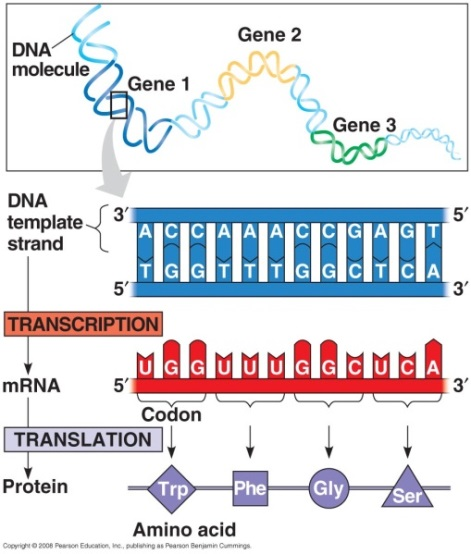 DNA
molecule
Gene 1
Gene 2
Gene 3
DNA
template
strand
3′ 5′
A C C A A A C C G A G T
T G G T T T G G C T C A
5′ 3′
TRANSCRIPTION
mRNA
U G G U U U G G C U C A
5′ 3′
Codon
TRANSLATION
Protein
Trp Phe Gly Ser
Amino acid
Copyright © 2008 Pearson Education, Inc., publishing as Pearson Benjamin Cummings.